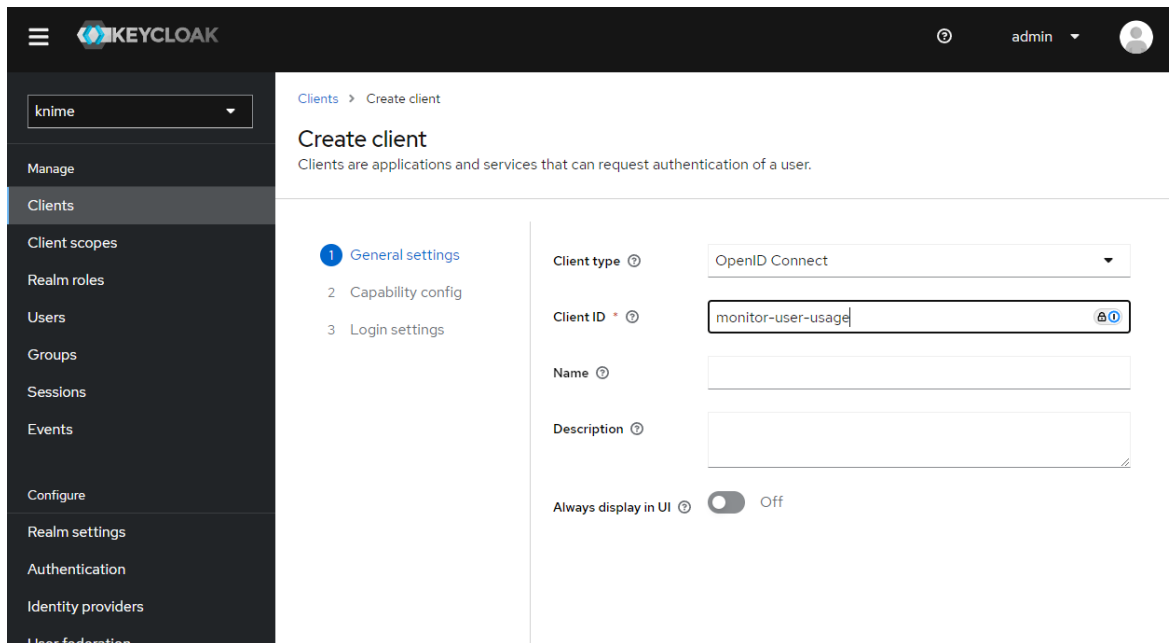 KEYCLOAK
admin
knime
Manage
Clients
Client scopes
Realm roles
Users
Groups
Sessions
Events
Configure
Realm settings
Authentication
Identity providers
User federation
Clients > Create client
Create client
Clients are applications and services that can request authentication of a user.
1 General settings
2 Capability config
3 Login settings
Client type
OpenID Connect
Client ID *
monitor-user-usage
Name
Description
Always display in UI
Off